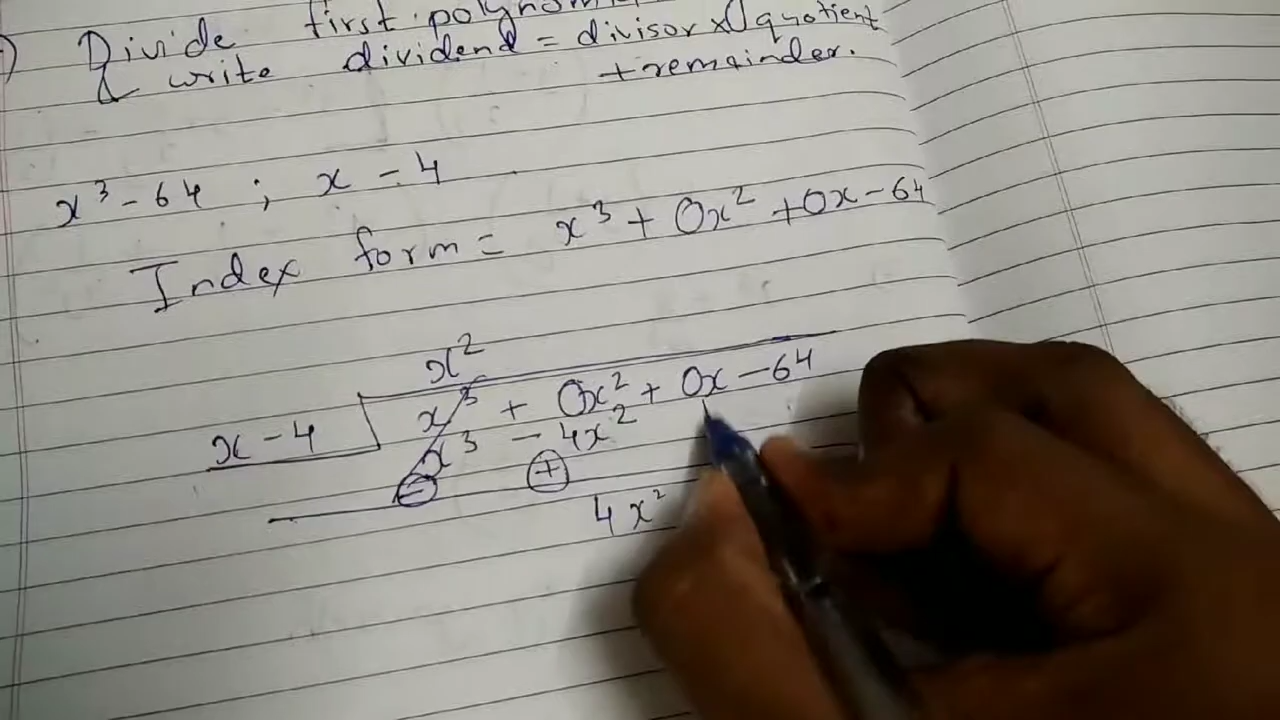 ) Divide first polynom
& write dividend = divisor × quotient
+ remainder.
x³ - 64 ; x - 4
Index form = x³ + 0x² + 0x - 64
x²
x - 4 x³ + 0x² + 0x - 64
x³ - 4x²
- +
4x²